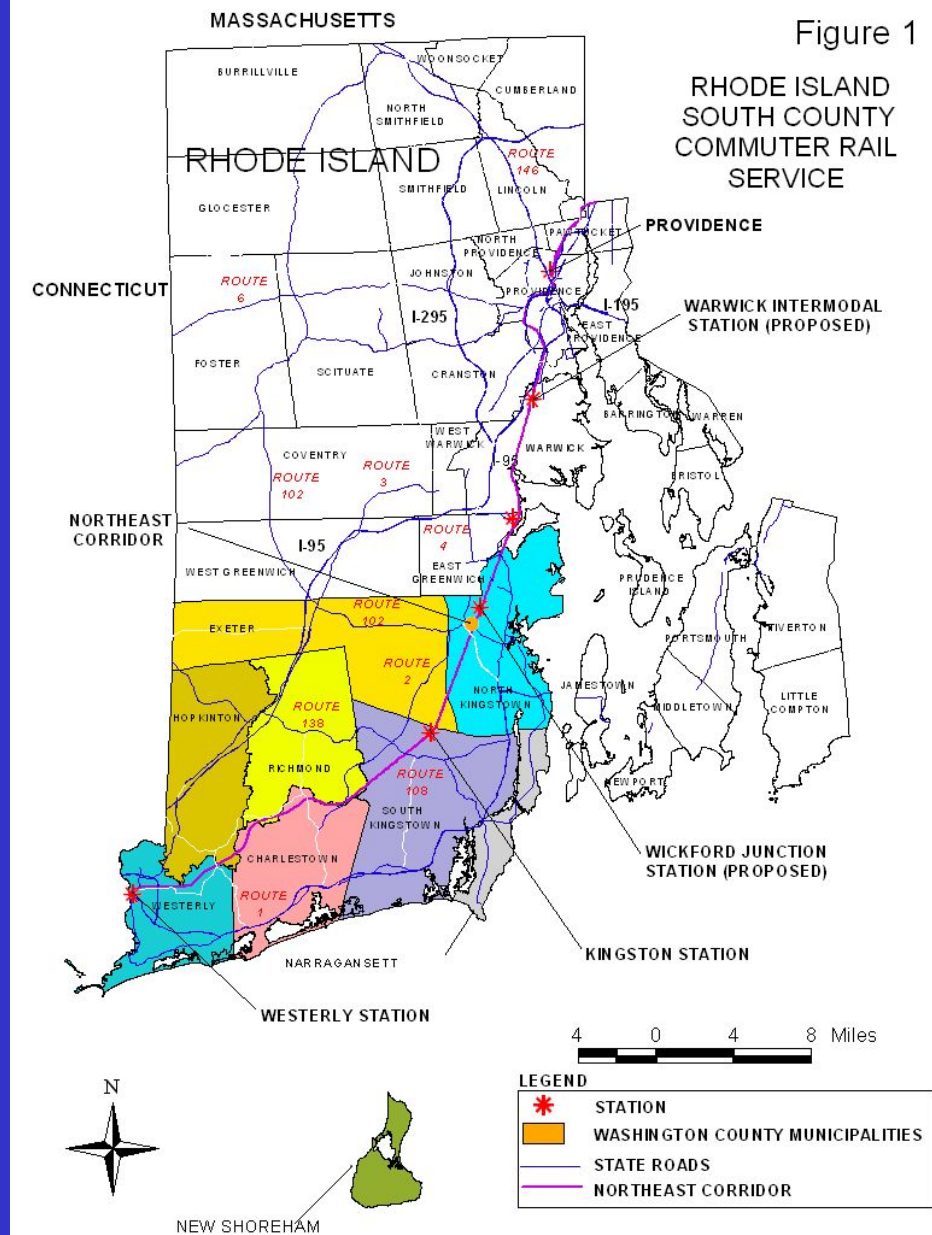 MASSACHUSETTS
Figure 1
RHODE ISLAND
SOUTH COUNTY
COMMUTER RAIL
SERVICE
BURRILLVILLE
WOONSOCKET
CUMBERLAND
NORTH
SMITHFIELD
RHODE ISLAND
ROUTE
146
SMITHFIELD
LINCOLN
GLOCESTER
PAWTUCKET
PROVIDENCE
NORTH
PROVIDENCE
JOHNSTON
CONNECTICUT
ROUTE
6
PROVIDENCE
I-195
I-295
EAST
PROVIDENCE
WARWICK INTERMODAL
STATION (PROPOSED)
FOSTER
SCITUATE
CRANSTON
BARRINGTON
WARREN
WEST
WARWICK
WARWICK
COVENTRY
ROUTE
102
ROUTE
3
I-95
BRISTOL
NORTHEAST
CORRIDOR
I-95
ROUTE
4
WEST GREENWICH
EAST
GREENWICH
PRUDENCE
ISLAND
EXETER
ROUTE
102
PORTSMOUTH
TIVERTON
ROUTE
2
NORTH
KINGSTOWN
JAMESTOWN
MIDDLETOWN
LITTLE
COMPTON
HOPKINTON
ROUTE
138
RICHMOND
ROUTE
108
NEWPORT
SOUTH
KINGSTOWN
CHARLESTOWN
WICKFORD JUNCTION
STATION (PROPOSED)
WESTERLY
ROUTE
1
NARRAGANSETT
KINGSTON STATION
WESTERLY STATION
4 0 4 8 Miles
LEGEND
STATION
WASHINGTON COUNTY MUNICIPALITIES
STATE ROADS
NORTHEAST CORRIDOR
N
NEW SHOREHAM